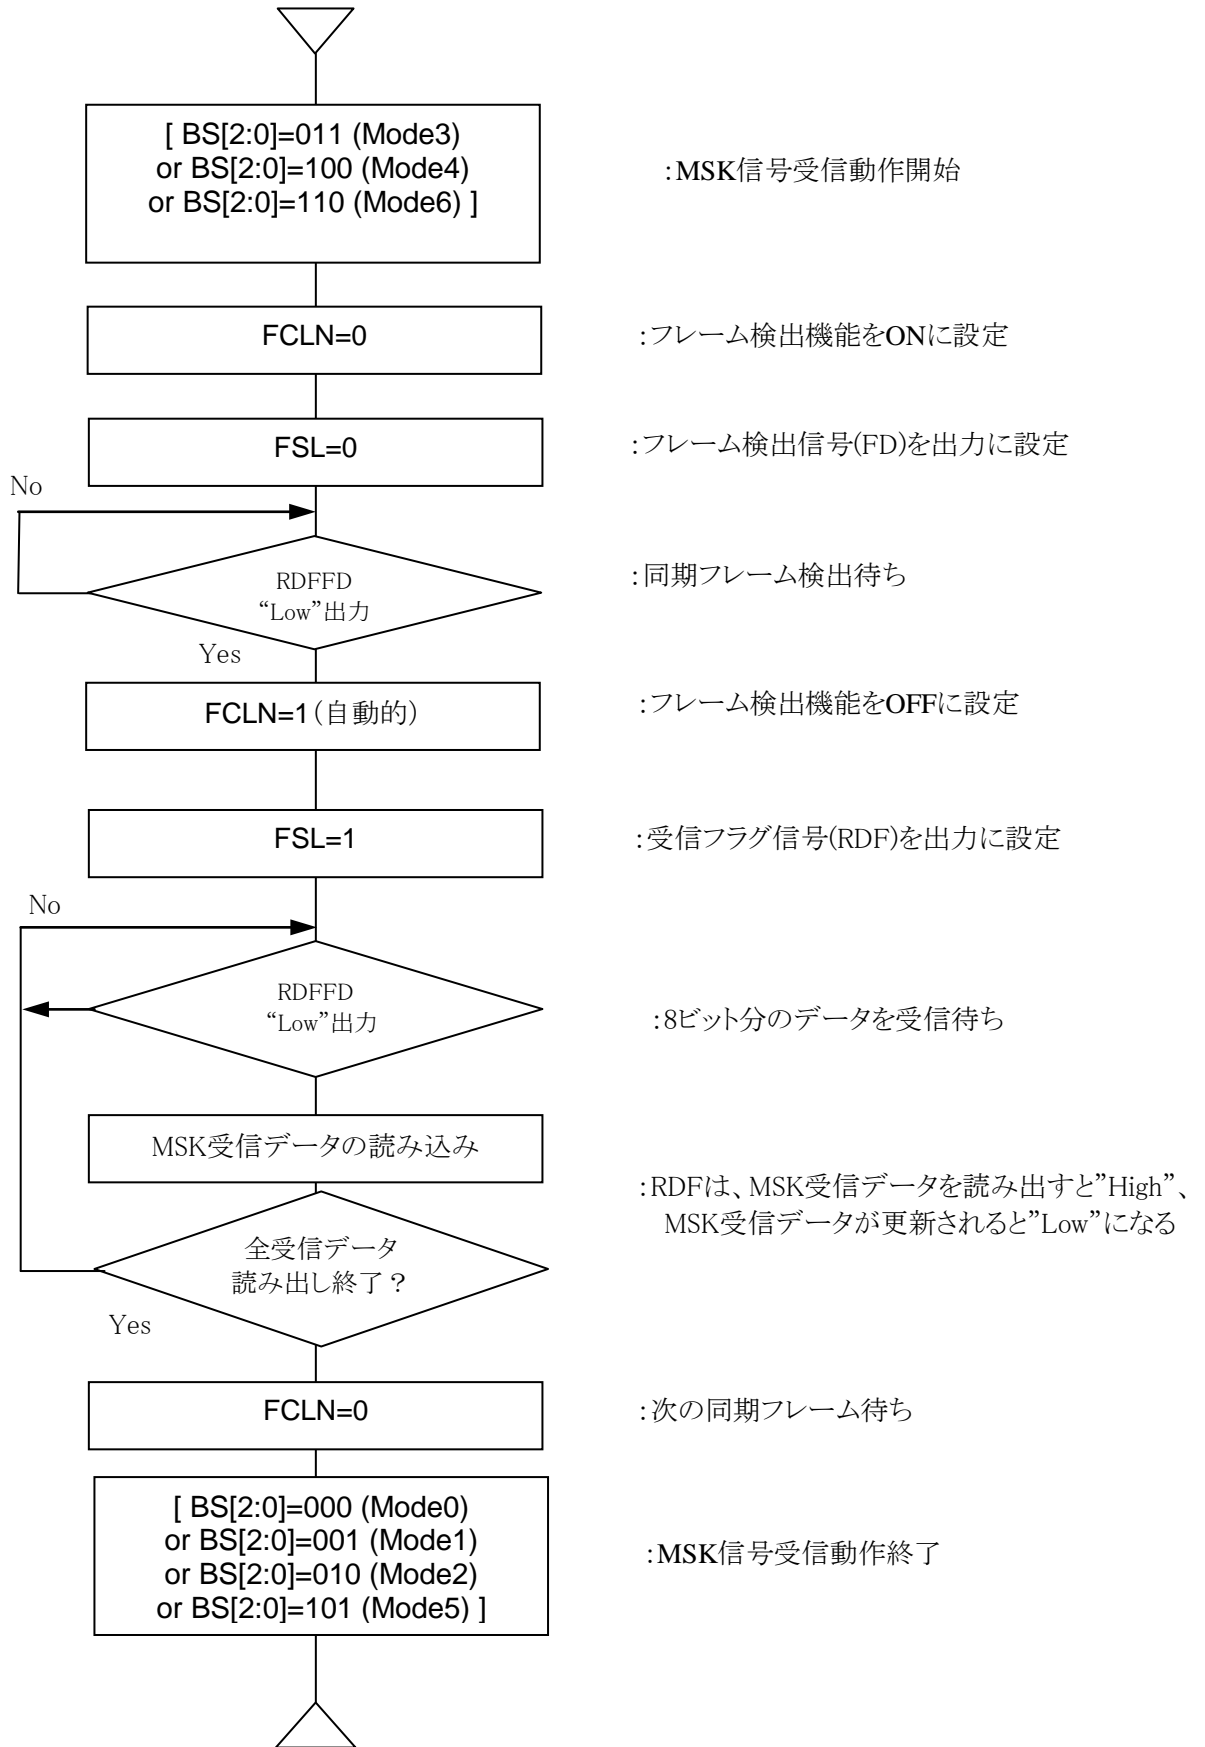 [ BS[2:0]=011 (Mode3)
or BS[2:0]=100 (Mode4)
or BS[2:0]=110 (Mode6) ]
:MSK信号受信動作開始
FCLN=0
:フレーム検出機能をONに設定
FSL=0
:フレーム検出信号(FD)を出力に設定
No
RDFFD
“Low”出力
:同期フレーム検出待ち
Yes
FCLN=1(自動的)
:フレーム検出機能をOFFに設定
FSL=1
:受信フラグ信号(RDF)を出力に設定
No
RDFFD
“Low”出力
:8ビット分のデータを受信待ち
MSK受信データの読み込み
:RDFは、MSK受信データを読み出すと”High”、
MSK受信データが更新されると”Low”になる
全受信データ
読み出し終了?
Yes
FCLN=0
:次の同期フレーム待ち
[ BS[2:0]=000 (Mode0)
or BS[2:0]=001 (Mode1)
or BS[2:0]=010 (Mode2)
or BS[2:0]=101 (Mode5) ]
:MSK信号受信動作終了